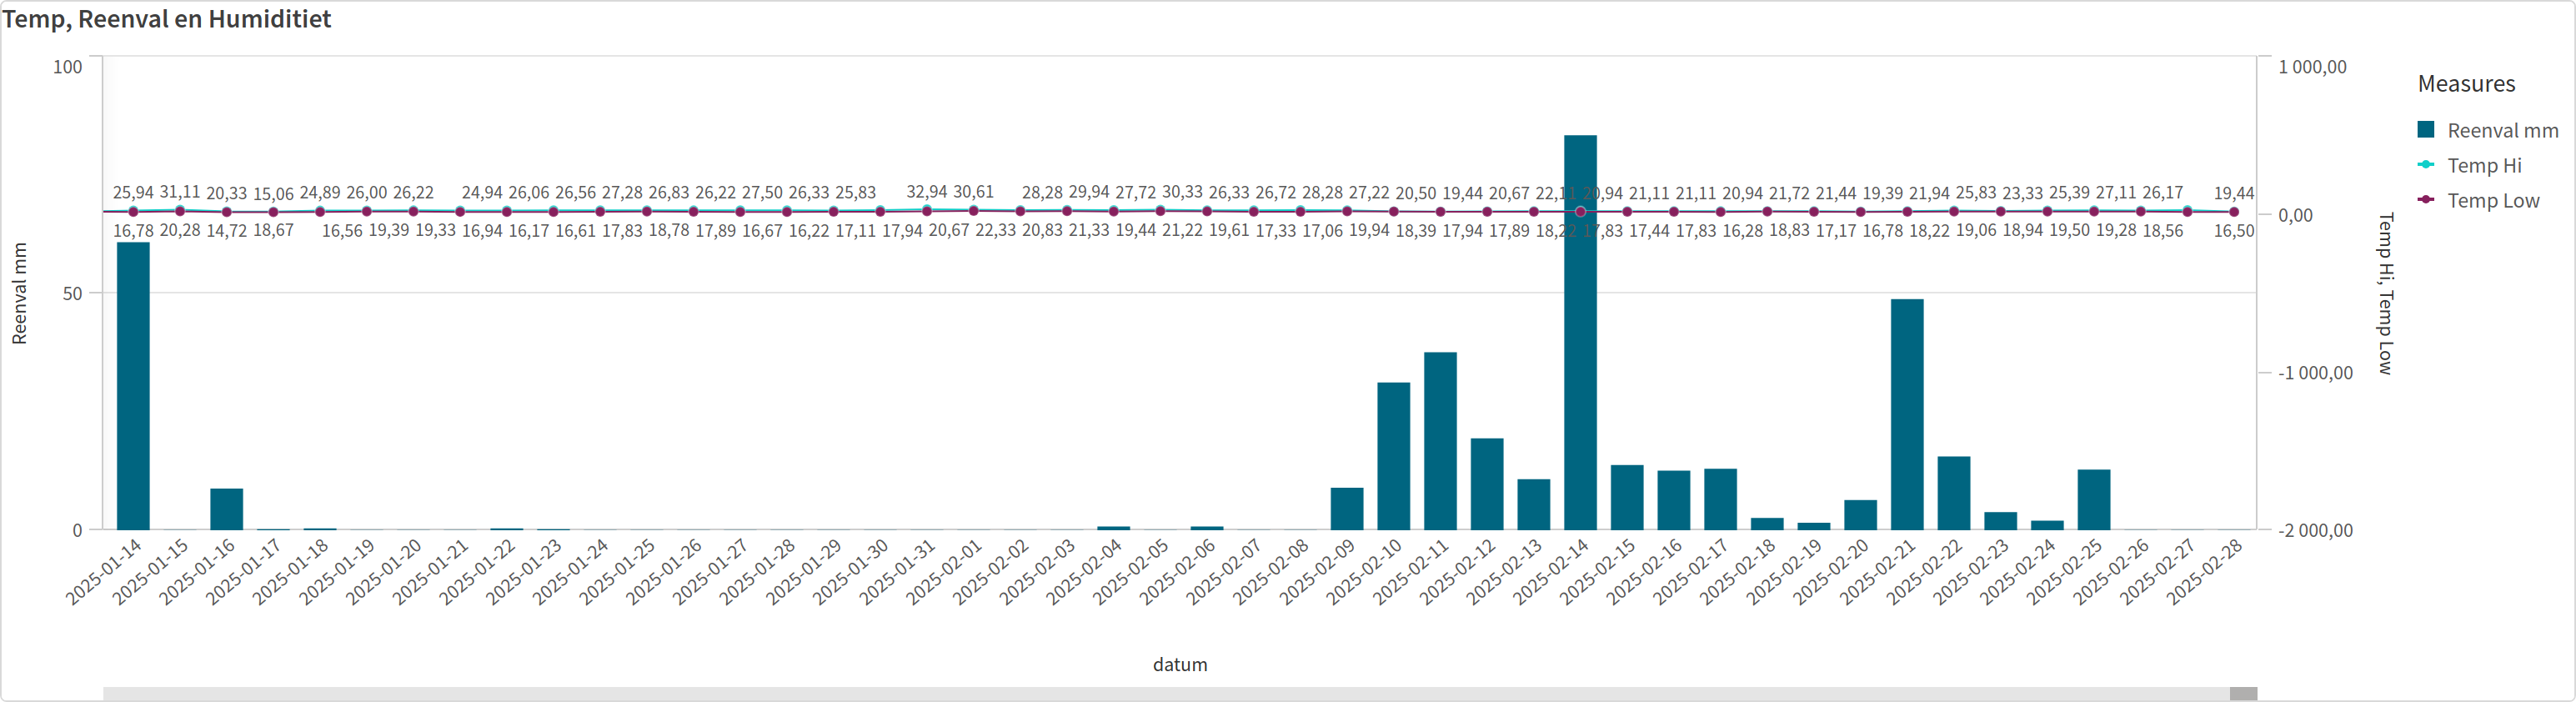 Temp, Reenval en Humiditiet
100
50
0
Reenval mm
1 000,00
0,00
-1 000,00
-2 000,00
Temp Hi, Temp Low
Measures
Reenval mm
Temp Hi
Temp Low
25,94 31,11 20,33 15,06 24,89 26,00 26,22 24,94 26,06 26,56 27,28 26,83 26,22 27,50 26,33 25,83 32,94 30,61 28,28 29,94 27,72 30,33 26,33 26,72 28,28 27,22 20,50 19,44 20,67 22,11 20,94 21,11 21,11 20,94 21,72 21,44 19,39 21,94 25,83 23,33 25,39 27,11 26,17 19,44
16,78 20,28 14,72 18,67 16,56 19,39 19,33 16,94 16,17 16,61 17,83 18,78 17,89 16,67 16,22 17,11 17,94 20,67 22,33 20,83 21,33 19,44 21,22 19,61 17,33 17,06 19,94 18,39 17,94 17,89 18,22 17,83 17,44 17,83 16,28 18,83 17,17 16,78 18,22 19,06 18,94 19,50 19,28 18,56 16,50
2025-01-14 2025-01-15 2025-01-16 2025-01-17 2025-01-18 2025-01-19 2025-01-20 2025-01-21 2025-01-22 2025-01-23 2025-01-24 2025-01-25 2025-01-26 2025-01-27 2025-01-28 2025-01-29 2025-01-30 2025-01-31 2025-02-01 2025-02-02 2025-02-03 2025-02-04 2025-02-05 2025-02-06 2025-02-07 2025-02-08 2025-02-09 2025-02-10 2025-02-11 2025-02-12 2025-02-13 2025-02-14 2025-02-15 2025-02-16 2025-02-17 2025-02-18 2025-02-19 2025-02-20 2025-02-21 2025-02-22 2025-02-23 2025-02-24 2025-02-25 2025-02-26 2025-02-27 2025-02-28
datum